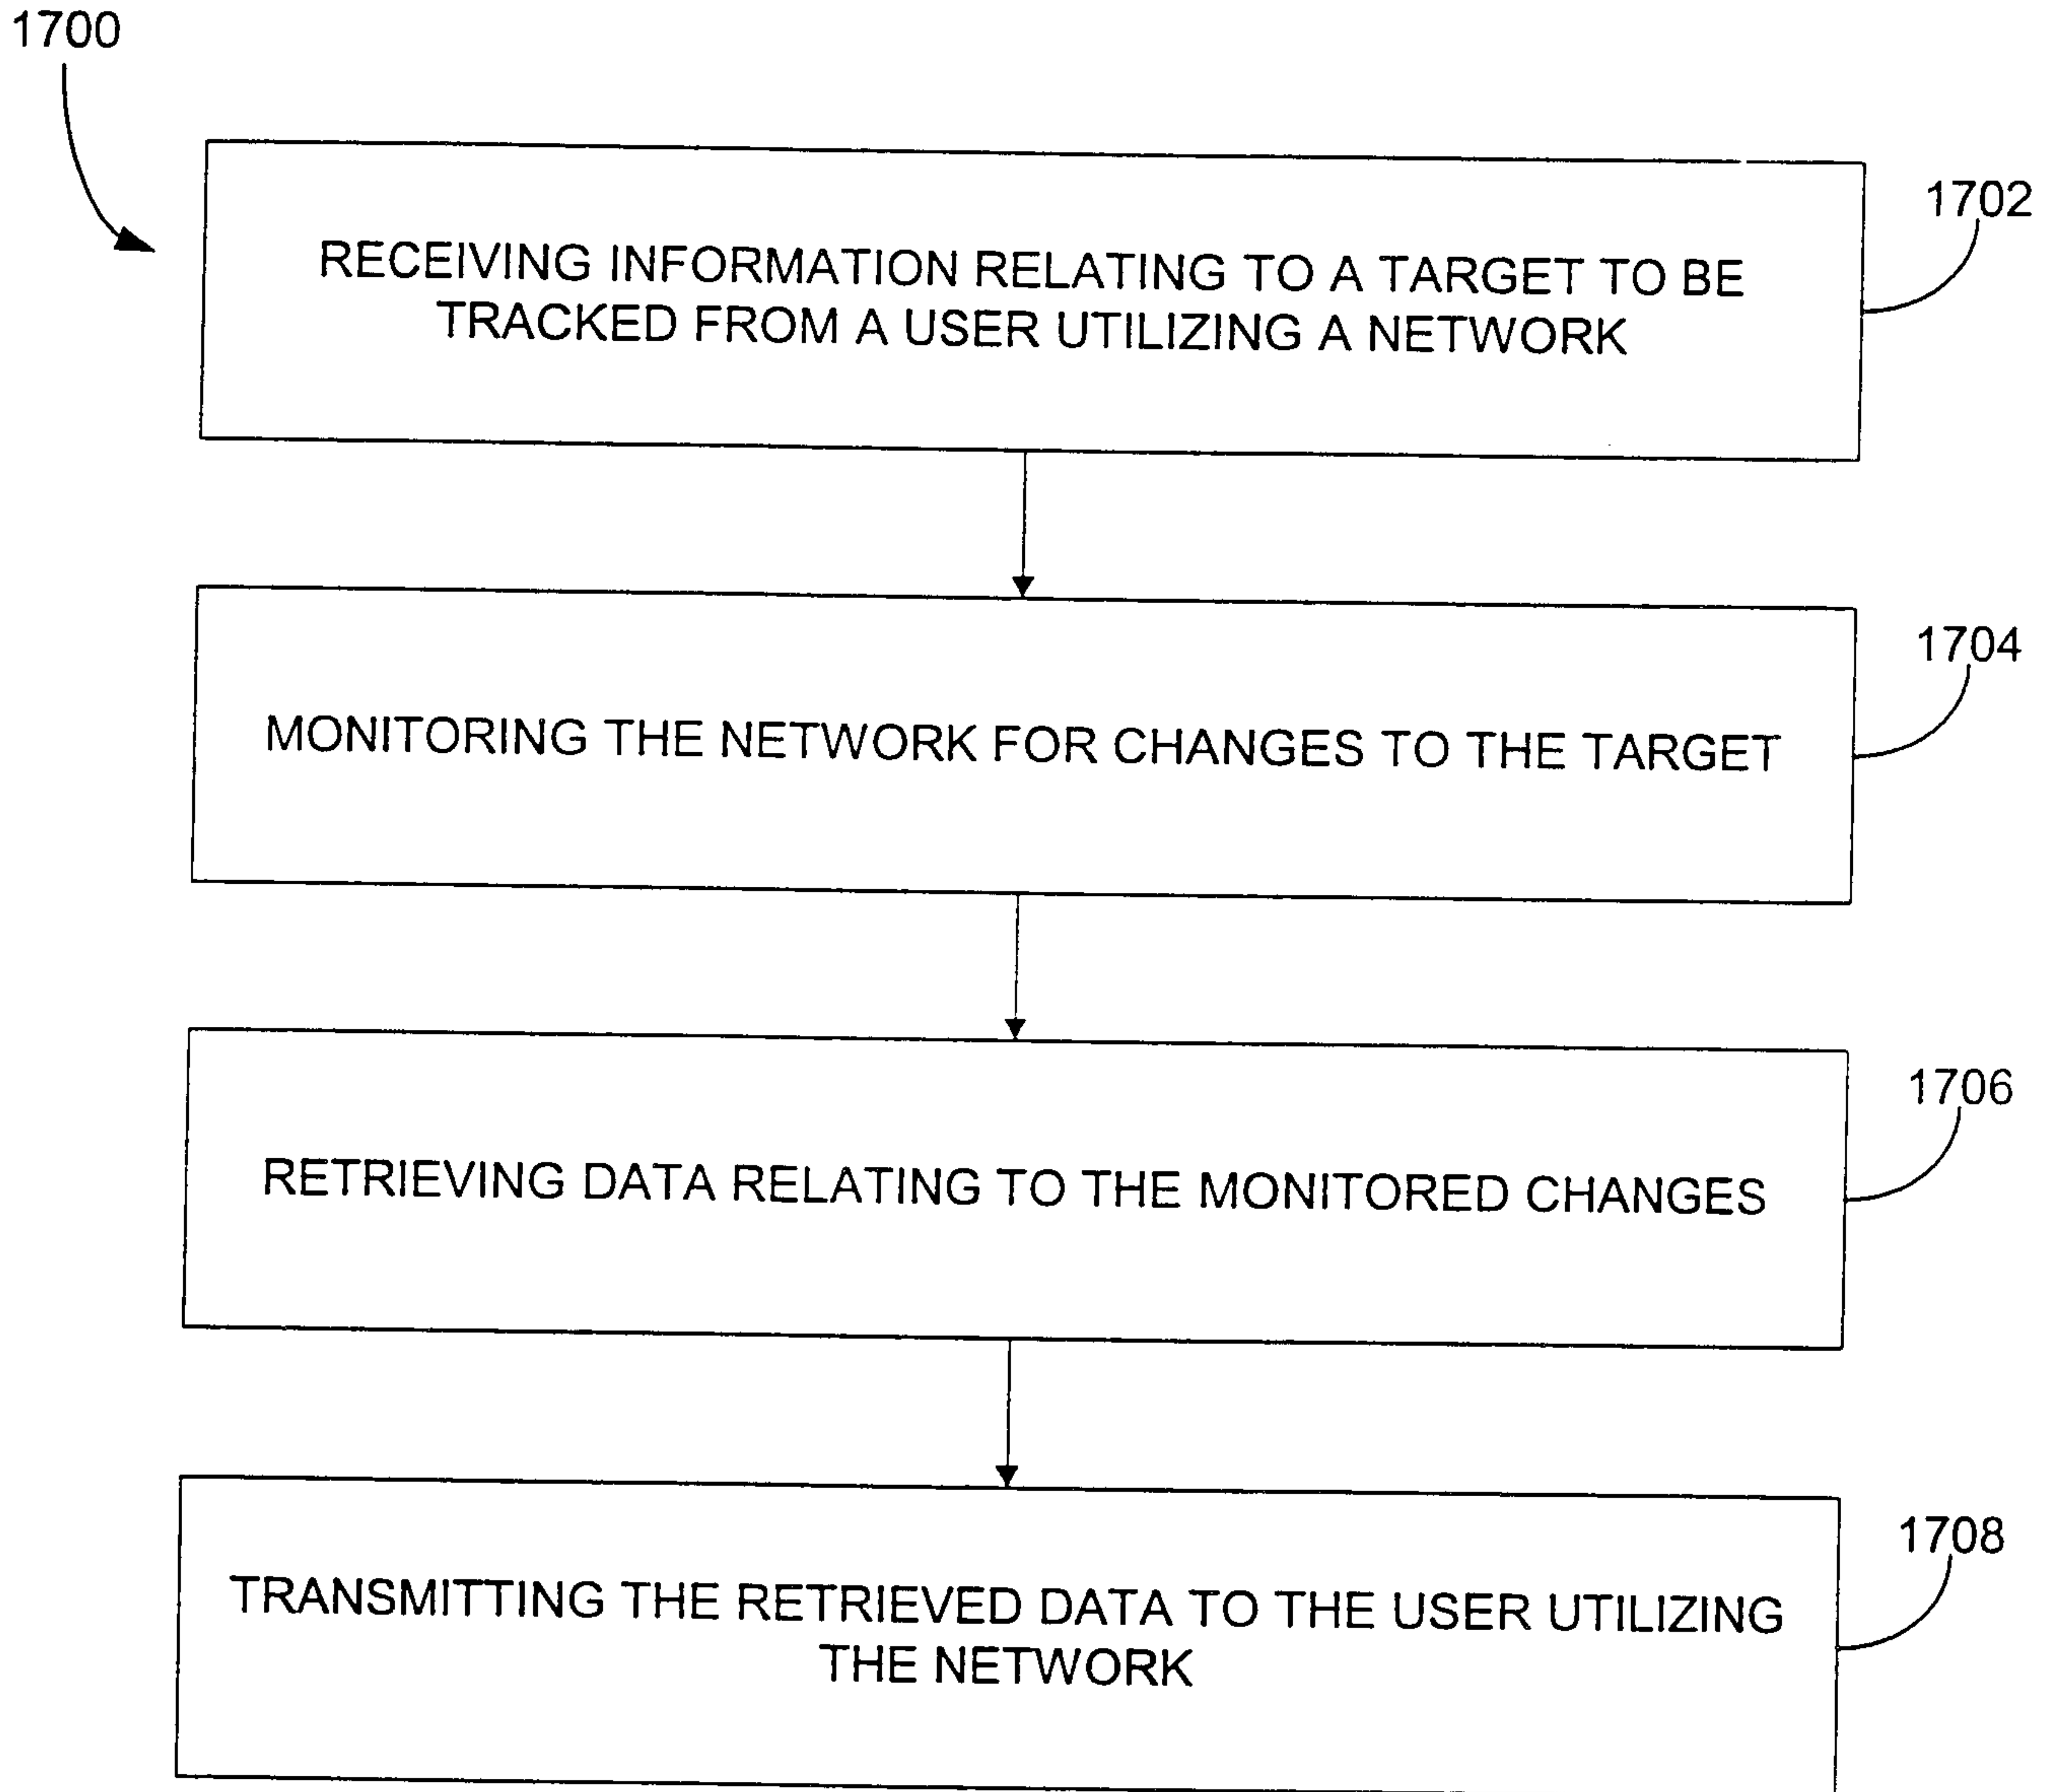 1700
1702
RECEIVING INFORMATION RELATING TO A TARGET TO BE
TRACKED FROM A USER UTILIZING A NETWORK
1704
MONITORING THE NETWORK FOR CHANGES TO THE TARGET
1706
RETRIEVING DATA RELATING TO THE MONITORED CHANGES
1708
TRANSMITTING THE RETRIEVED DATA TO THE USER UTILIZING
THE NETWORK